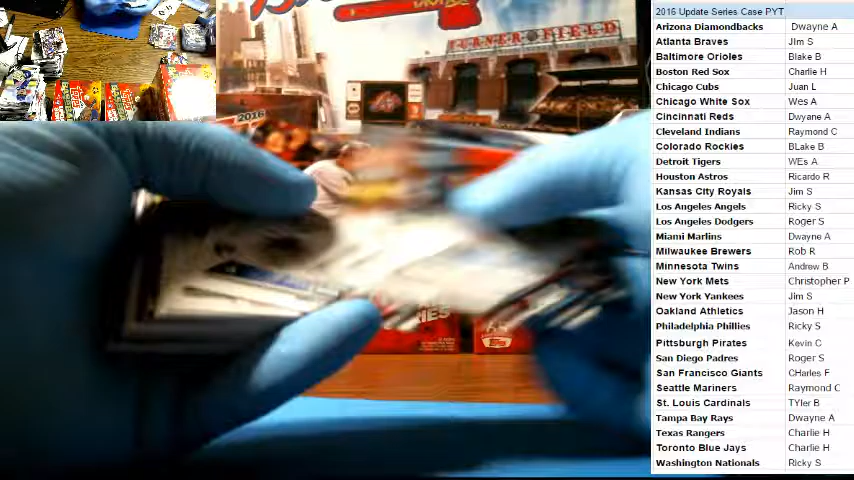 2016 Update Series Case PYT
Arizona Diamondbacks Dwayne A
Atlanta Braves Jim S
Baltimore Orioles Blake B
Boston Red Sox Charlie H
Chicago Cubs Juan L
Chicago White Sox Wes A
Cincinnati Reds Dwyane A
Cleveland Indians Raymond C
Colorado Rockies BLake B
Detroit Tigers WEs A
Houston Astros Ricardo R
Kansas City Royals Jim S
Los Angeles Angels Ricky S
Los Angeles Dodgers Roger S
Miami Marlins Dwayne A
Milwaukee Brewers Rob R
Minnesota Twins Andrew B
New York Mets Christopher P
New York Yankees Jim S
Oakland Athletics Jason H
Philadelphia Phillies Ricky S
Pittsburgh Pirates Kevin C
San Diego Padres Roger S
San Francisco Giants CHarles F
Seattle Mariners Raymond C
St. Louis Cardinals TYler B
Tampa Bay Rays Dwayne A
Texas Rangers Charlie H
Toronto Blue Jays Charlie H
Washington Nationals Ricky S
TURNER FIELD
2016